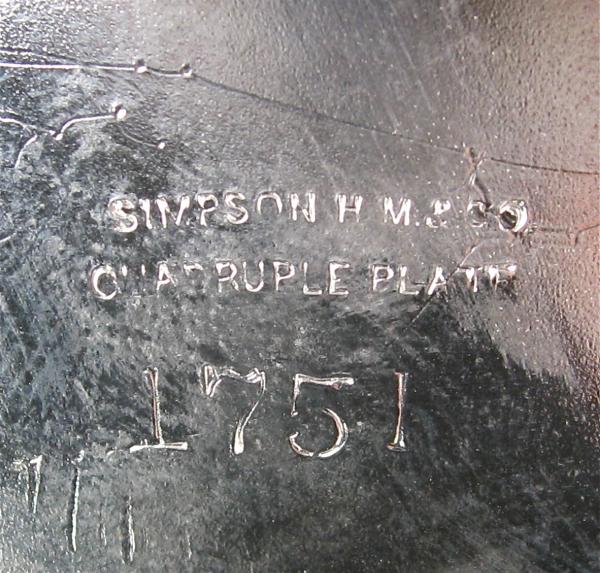 SIMPSON H. M. & CO.
QUADRUPLE PLATE
1751